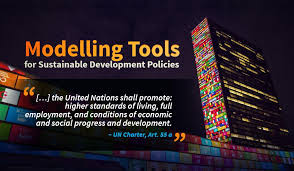 Modelling Tools
for Sustainable Development Policies
“ [...] the United Nations shall promote:
higher standards of living, full
employment, and conditions of economic
and social progress and development. ”
~ UN Charter, Art. 55 a